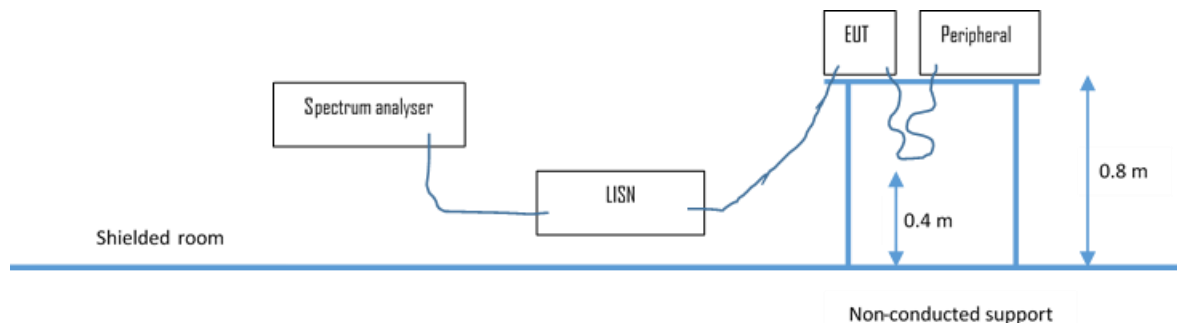 EUT
Peripheral
Spectrum analyser
LISN
0.8 m
0.4 m
Shielded room
Non-conducted support